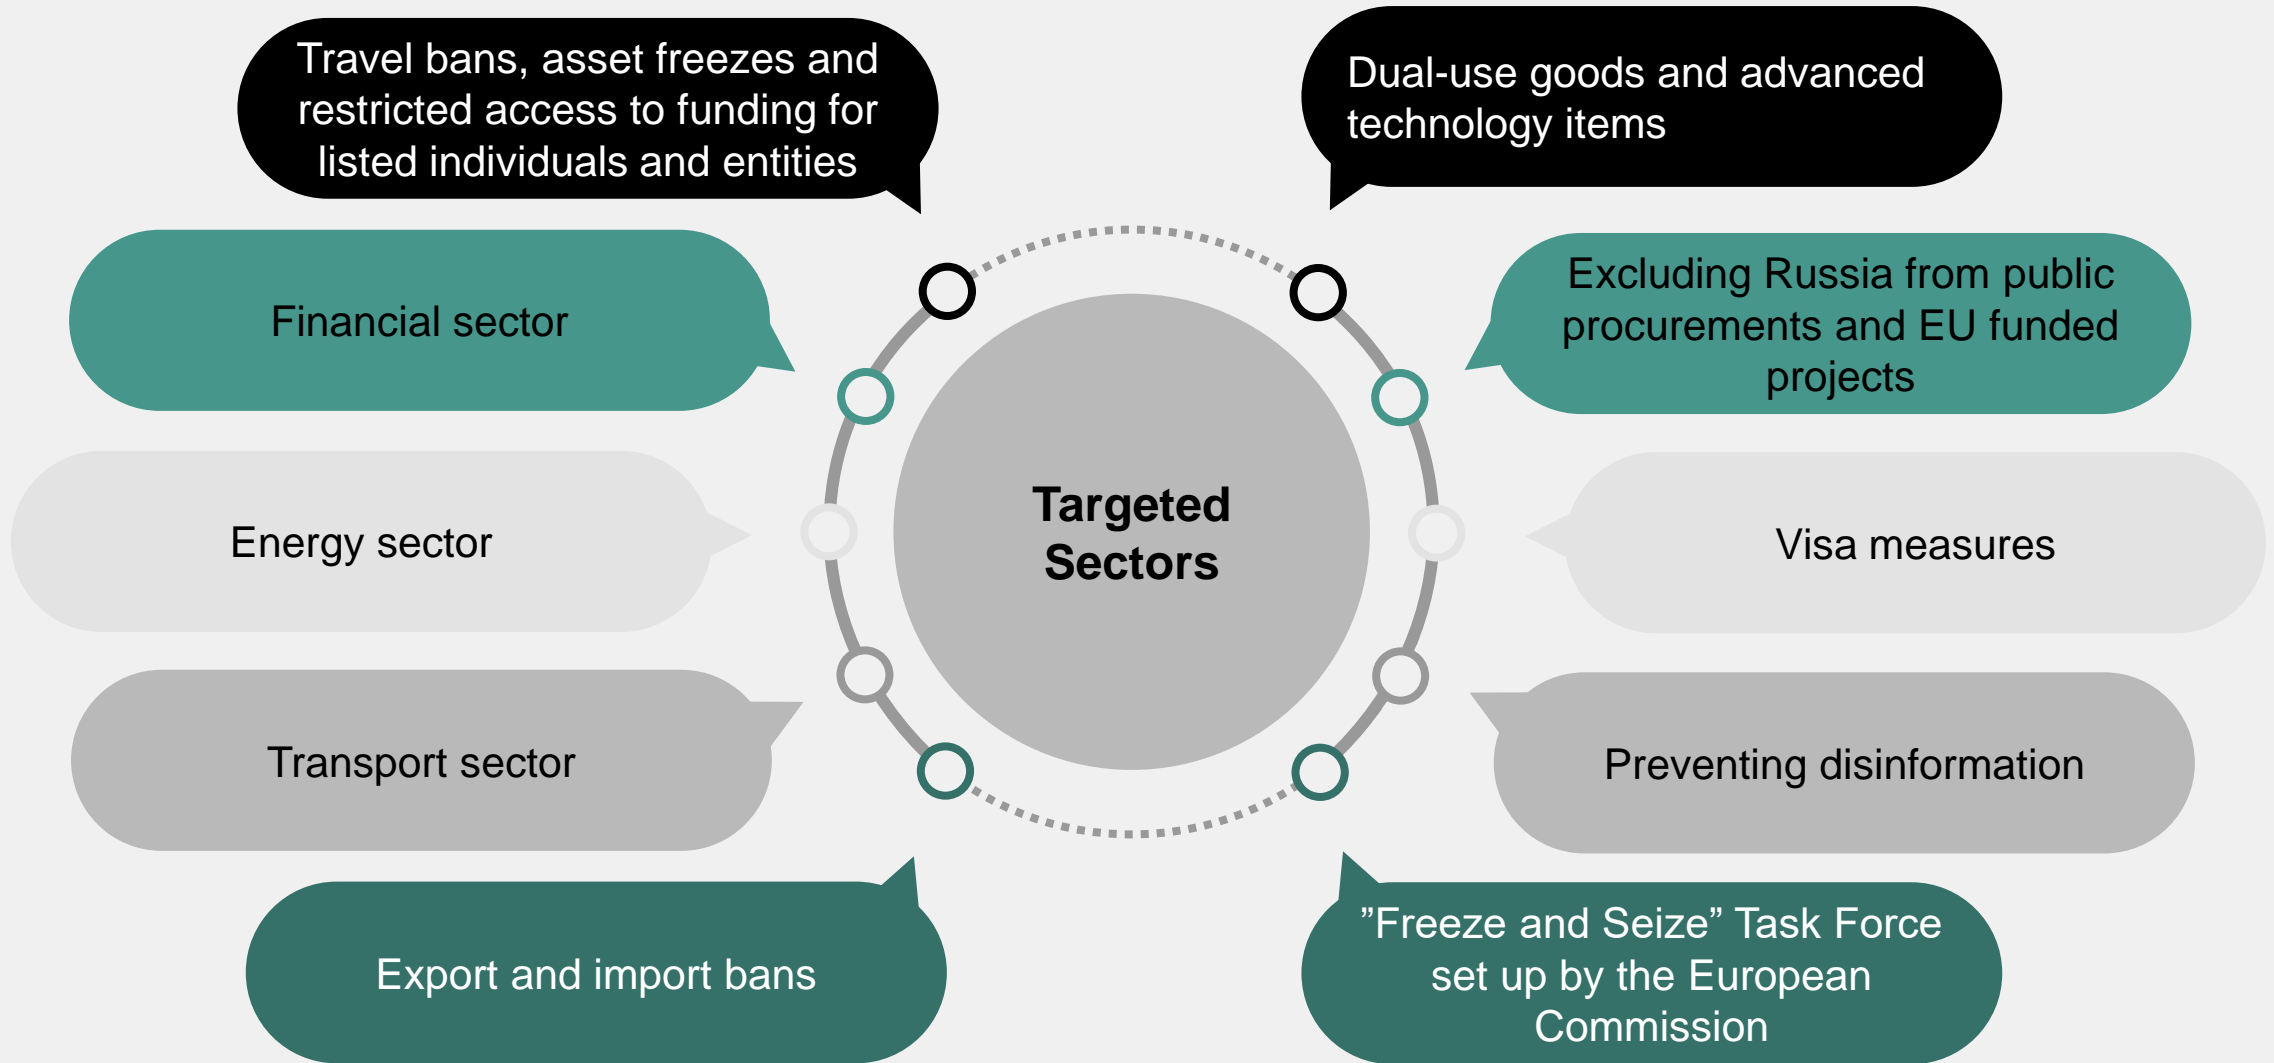 Travel bans, asset freezes and
restricted access to funding for
listed individuals and entities
Financial sector
Energy sector
Transport sector
Export and import bans
Targeted
Sectors
Dual-use goods and advanced
technology items
Excluding Russia from public
procurements and EU funded
projects
Visa measures
Preventing disinformation
”Freeze and Seize” Task Force
set up by the European
Commission